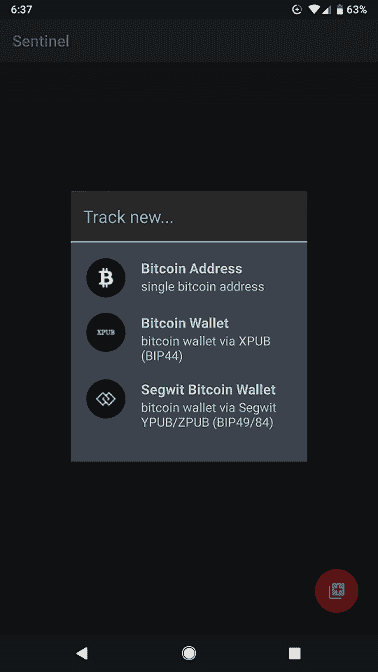 6:37
63%
Sentinel
Track new...
Bitcoin Address
single bitcoin address
XPUB
Bitcoin Wallet
bitcoin wallet via XPUB
(BIP44)
Segwit Bitcoin Wallet
bitcoin wallet via Segwit
YPUB/ZPUB (BIP49/84)